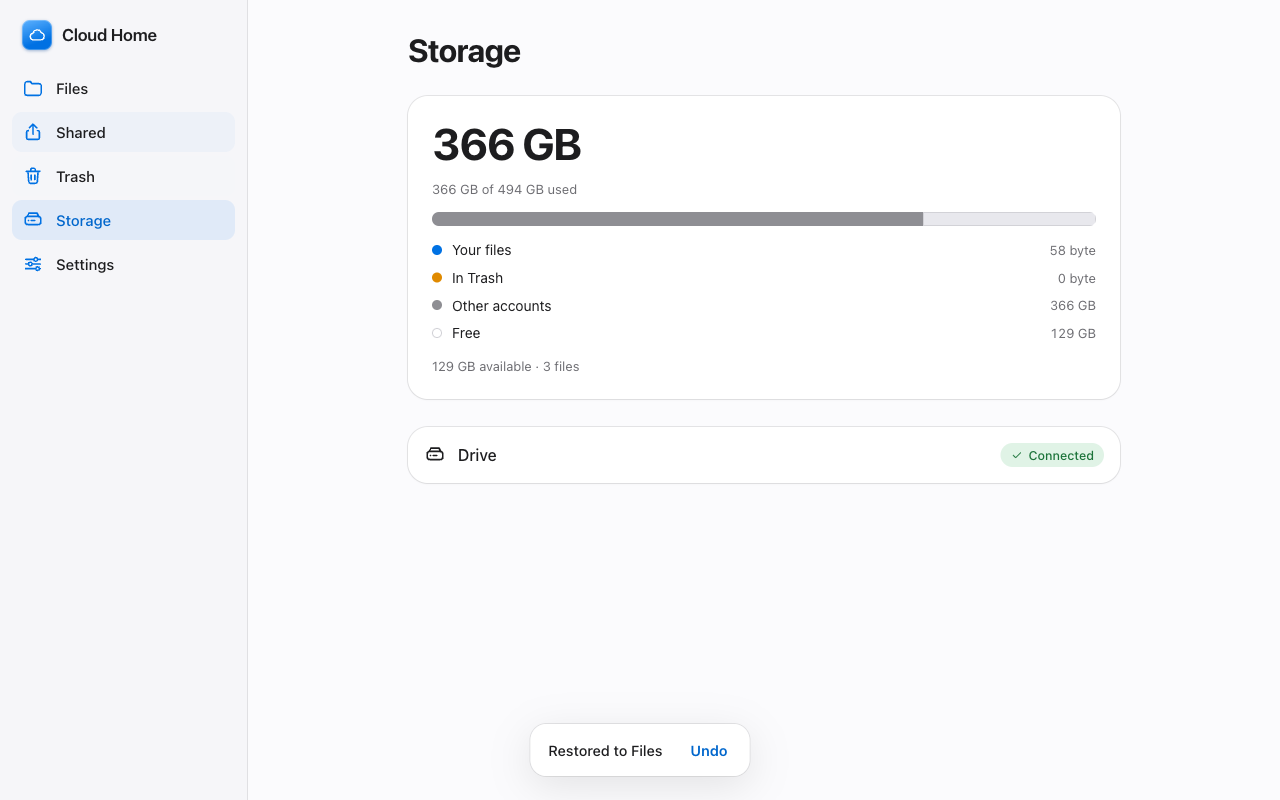 Cloud Home
Files
Shared
Trash
Storage
Settings
Storage
366 GB
366 GB of 494 GB used
Your files 58 byte
In Trash 0 byte
Other accounts 366 GB
Free 129 GB
129 GB available · 3 files
Drive Connected
Restored to Files Undo